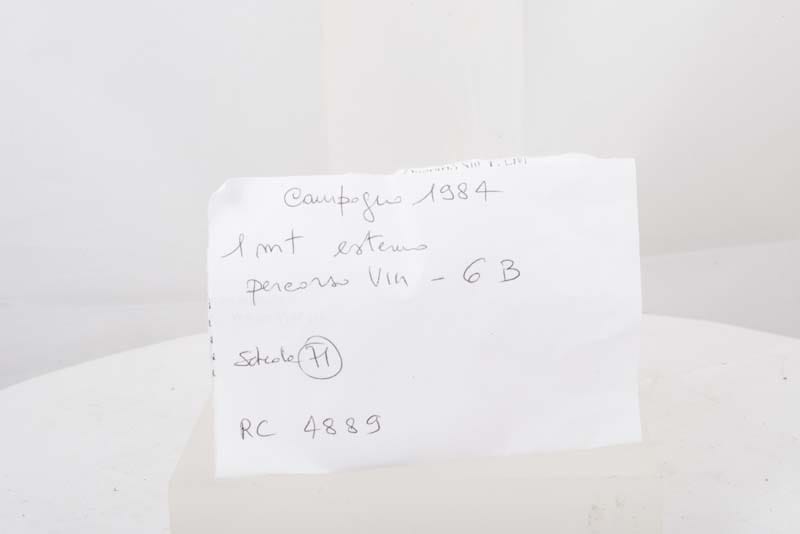 Campagna 1984
1 mt esterno
percorso VIII - 6 B
Scheda 71
RC 4889